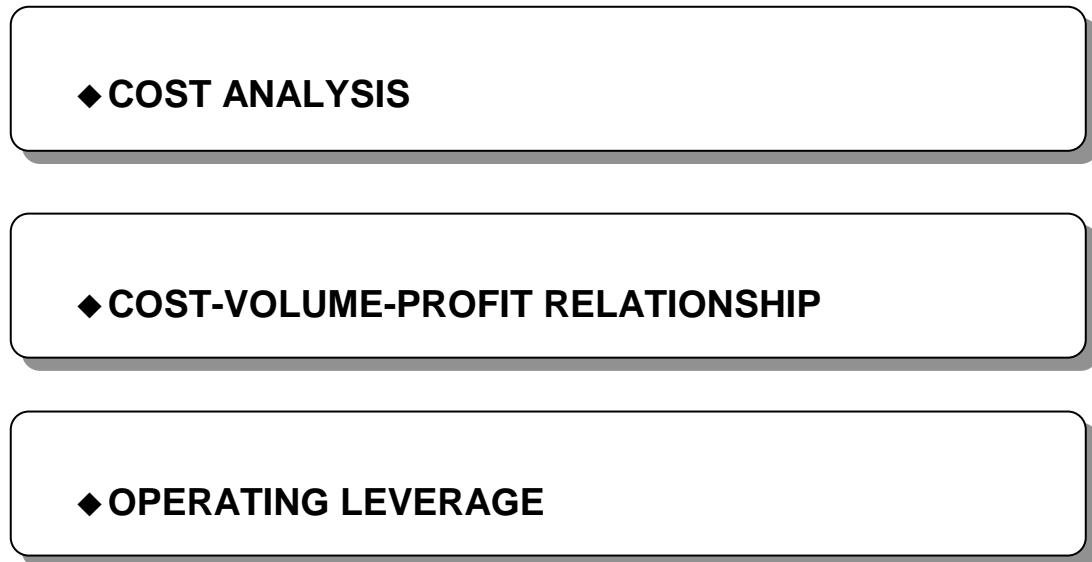 ◆ COST ANALYSIS
◆ COST-VOLUME-PROFIT RELATIONSHIP
◆ OPERATING LEVERAGE